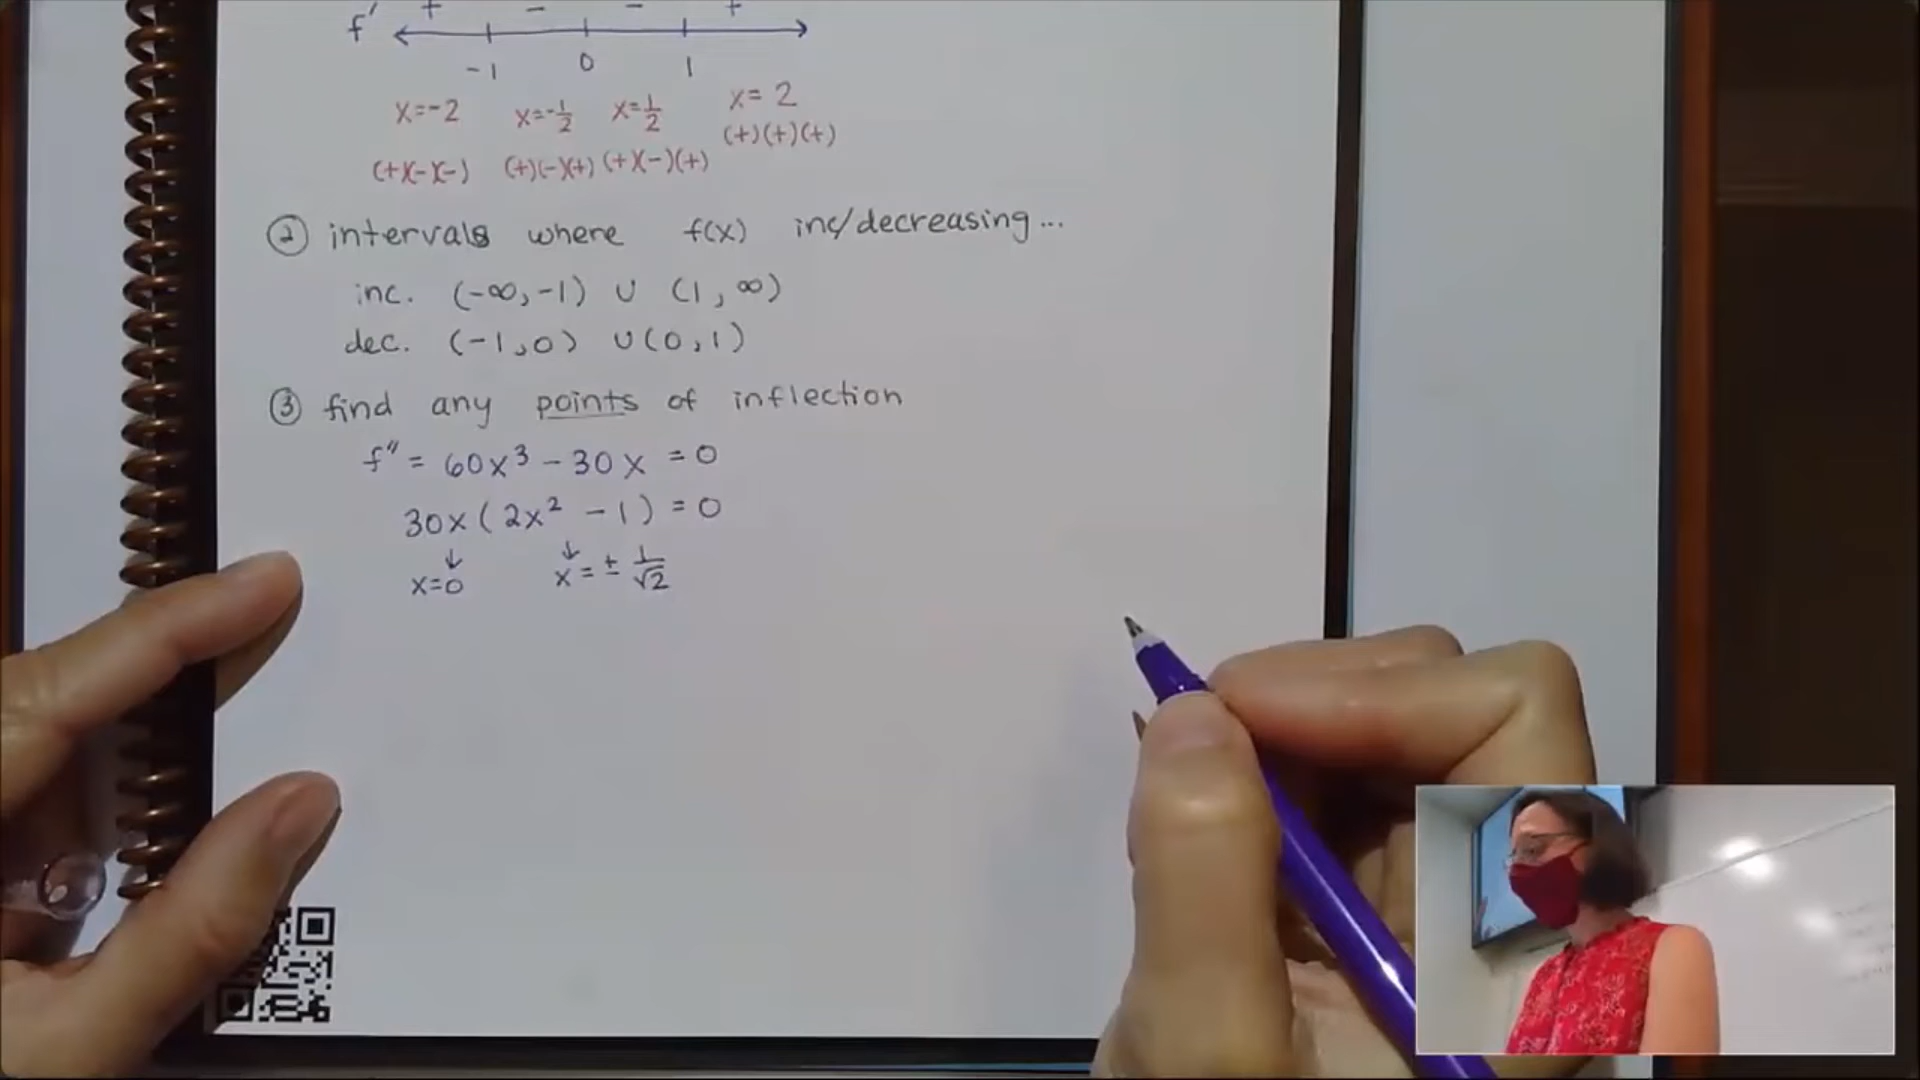 + − − +
f'
-1 0 1
x=-2 x=-1/2 x=1/2 x= 2
(+)(-)(-) (+)(-)(+) (+)(-)(+) (+)(+)(+)
② intervals where f(x) inc/decreasing...
inc. (-∞,-1) ∪ (1,∞)
dec. (-1,0) ∪(0,1)
③ find any points of inflection
f" = 60x³ - 30x = 0
30x(2x² - 1) = 0
↓ ↓
x=0 x = ± 1/√2